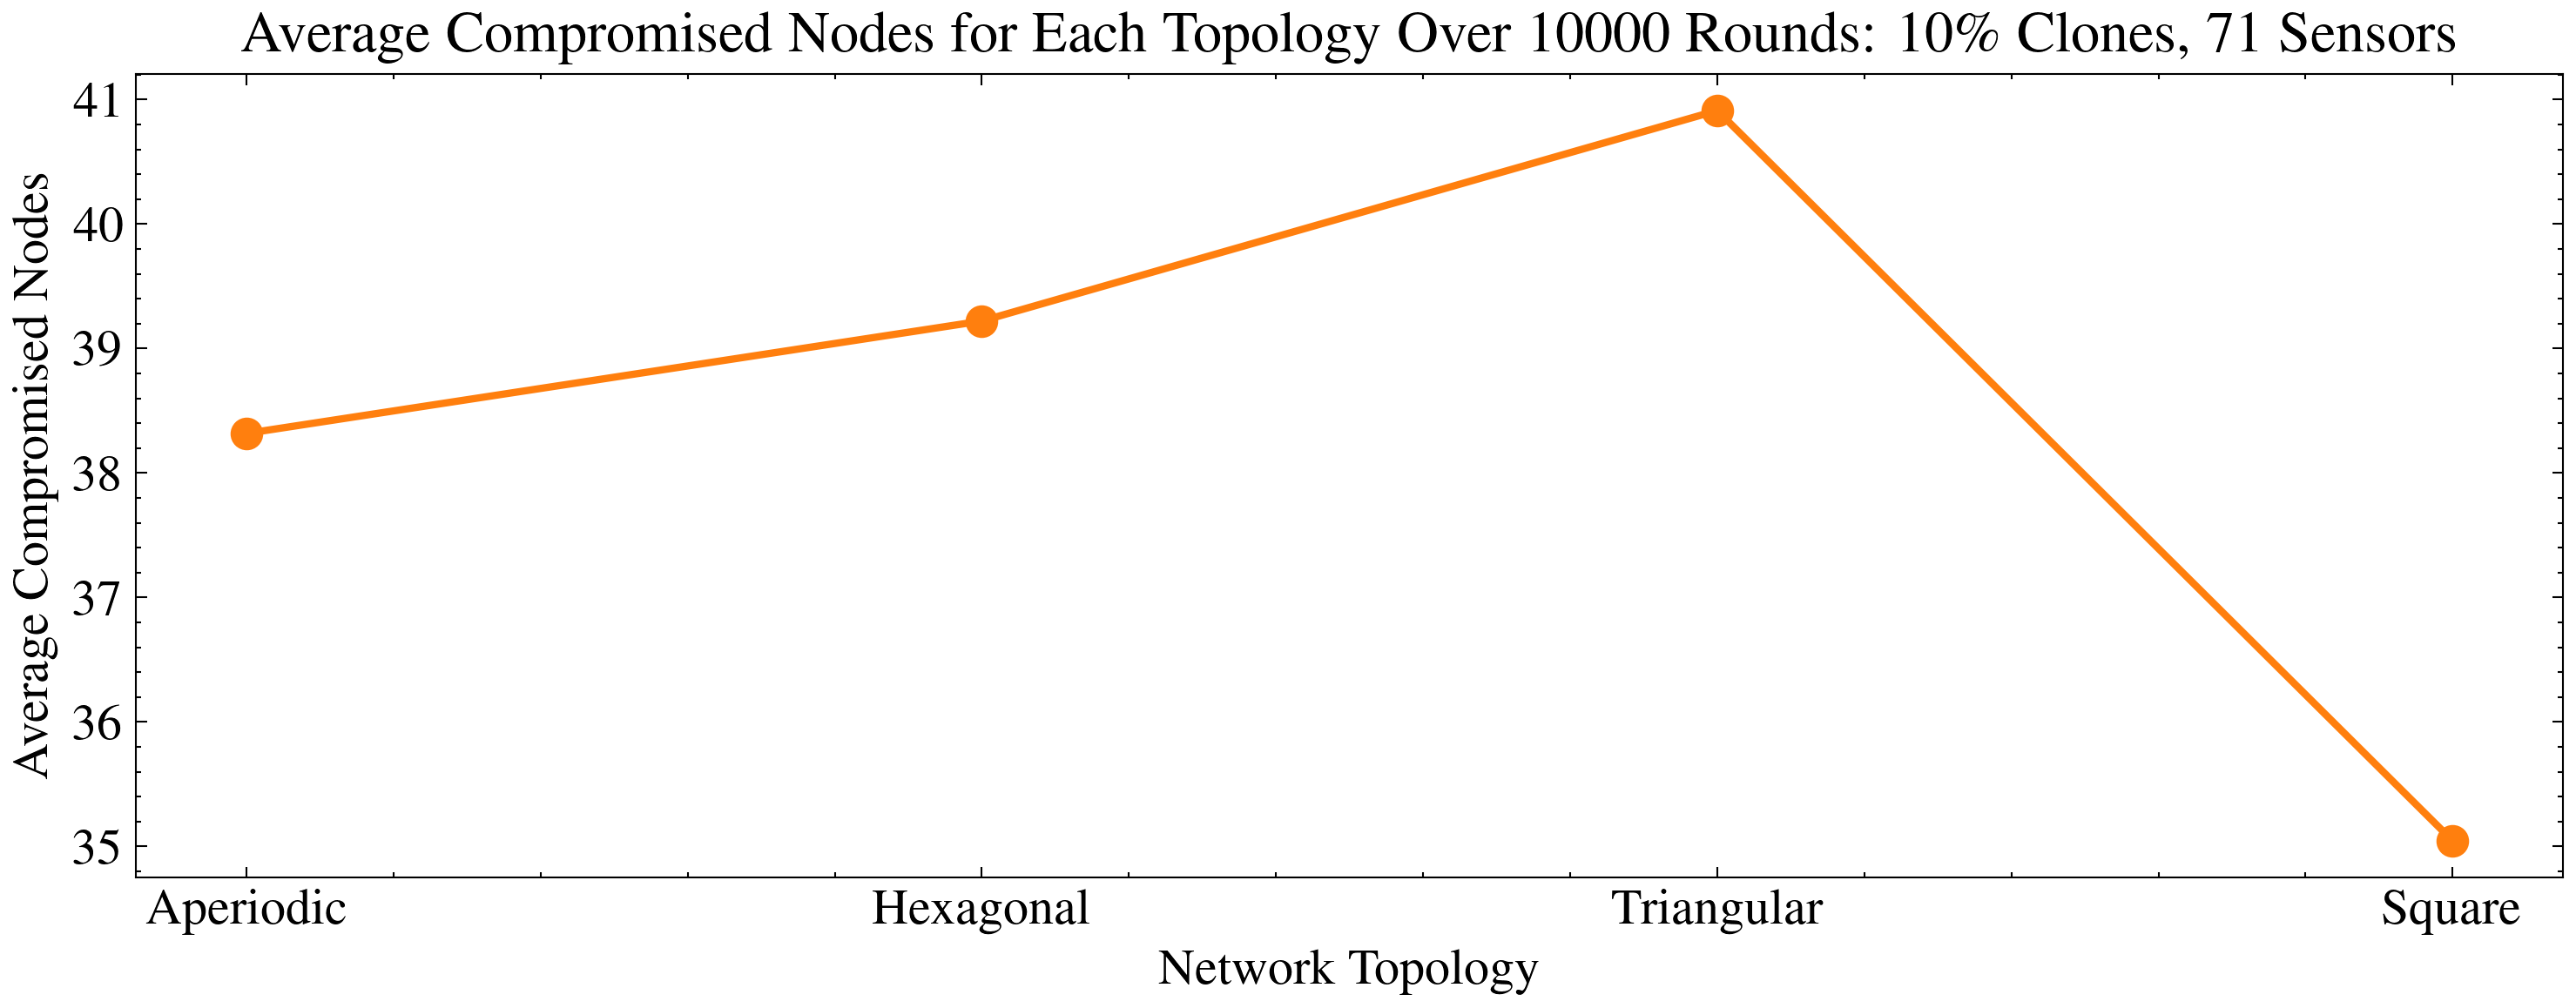 Average Compromised Nodes for Each Topology Over 10000 Rounds: 10% Clones, 71 Sensors
Average Compromised Nodes
41
40
39
38
37
36
35
Aperiodic Hexagonal Triangular Square
Network Topology